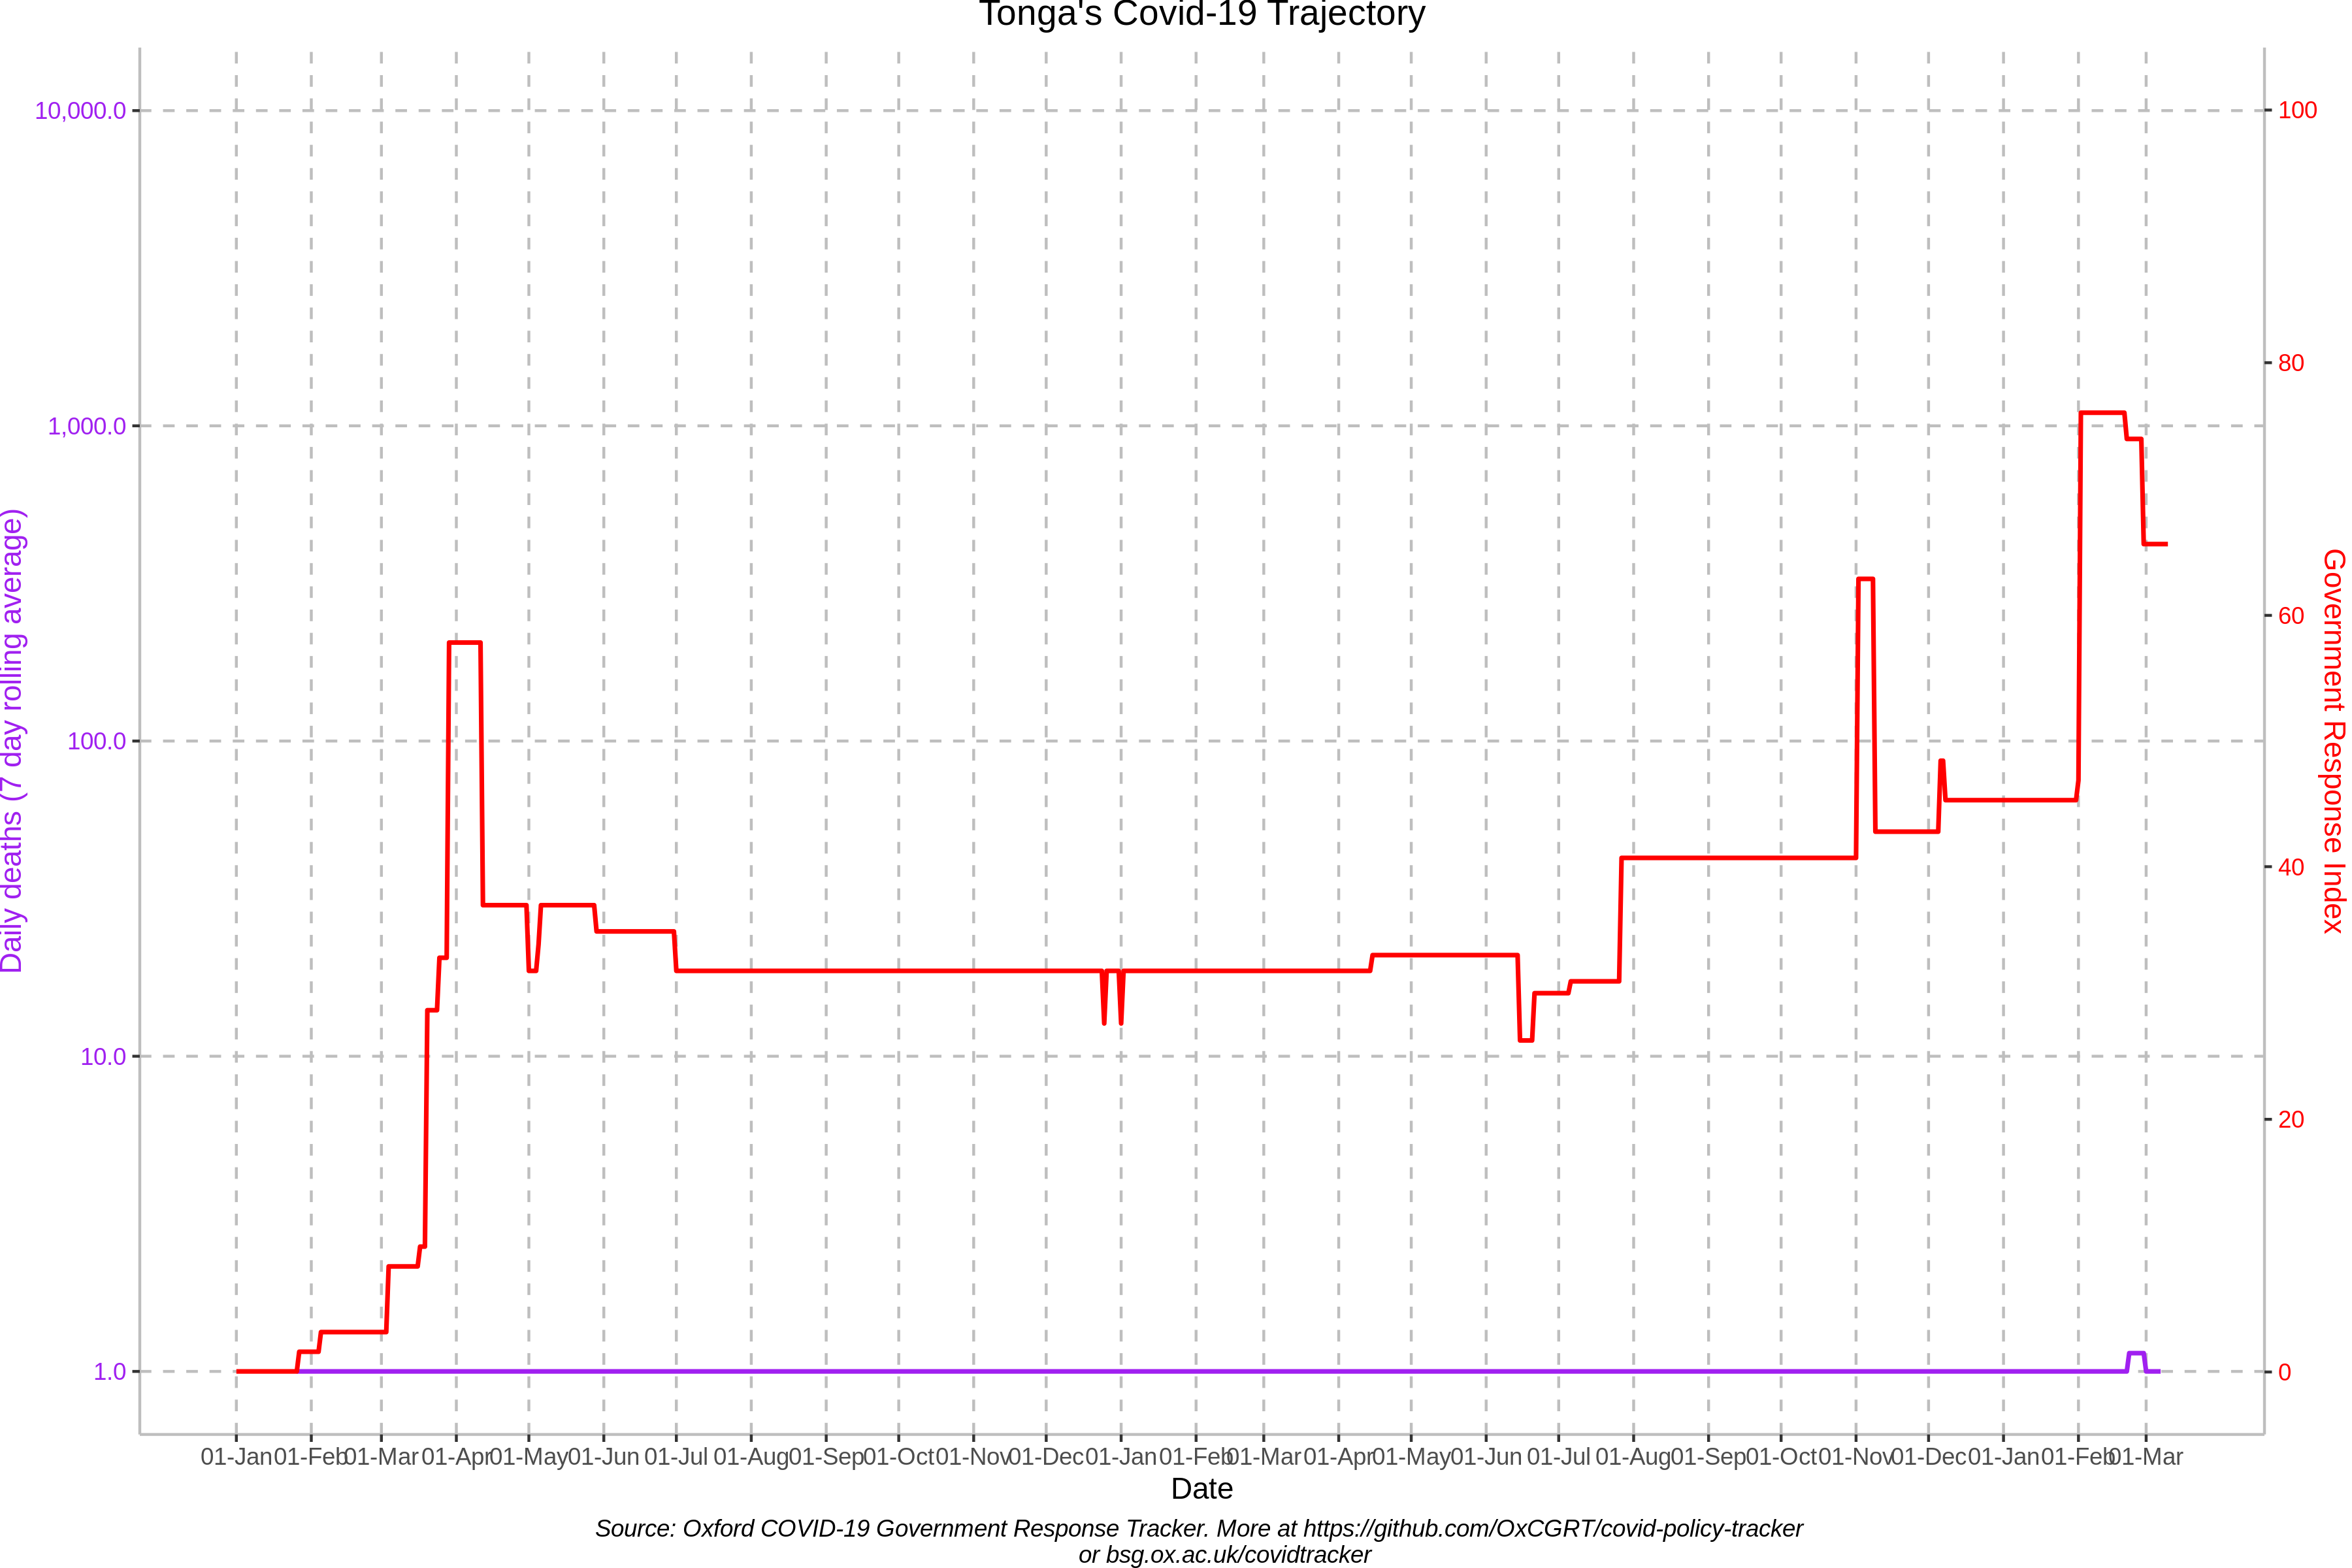 Tonga's Covid-19 Trajectory
Daily deaths (7 day rolling average)
10,000.0
1,000.0
100.0
10.0
1.0
100
80
60
40
20
0
Government Response Index
01-Jan 01-Feb 01-Mar 01-Apr 01-May 01-Jun 01-Jul 01-Aug 01-Sep 01-Oct 01-Nov 01-Dec 01-Jan 01-Feb 01-Mar 01-Apr 01-May 01-Jun 01-Jul 01-Aug 01-Sep 01-Oct 01-Nov 01-Dec 01-Jan 01-Feb 01-Mar
Date
Source: Oxford COVID-19 Government Response Tracker. More at https://github.com/OxCGRT/covid-policy-tracker
or bsg.ox.ac.uk/covidtracker